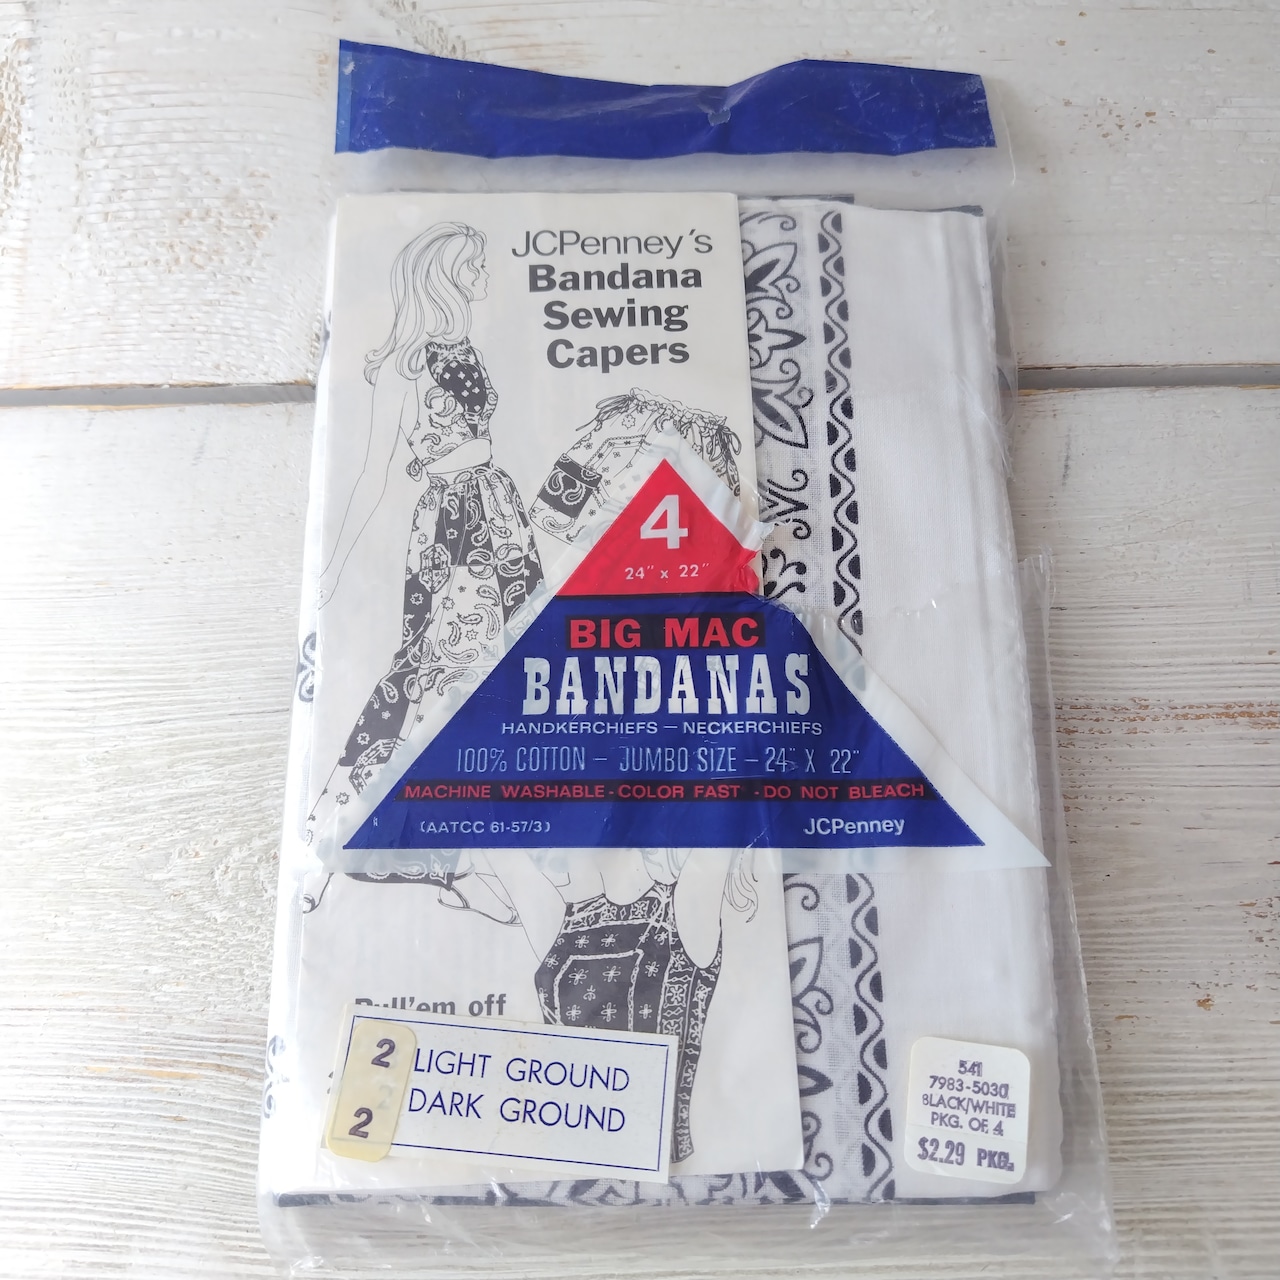 JCPenney's
Bandana
Sewing
Capers
4
24" x 22"
BIG MAC
BANDANAS
HANDKERCHIEFS — NECKERCHIEFS
100% COTTON — JUMBO SIZE — 24" X 22"
MACHINE WASHABLE - COLOR FAST - DO NOT BLEACH
(AATCC 61-57/3)
JCPenney
Pull'em off
2 LIGHT GROUND
2 DARK GROUND
541
7983-5030
BLACK/WHITE
PKG. OF 4
$2.29 PKG.